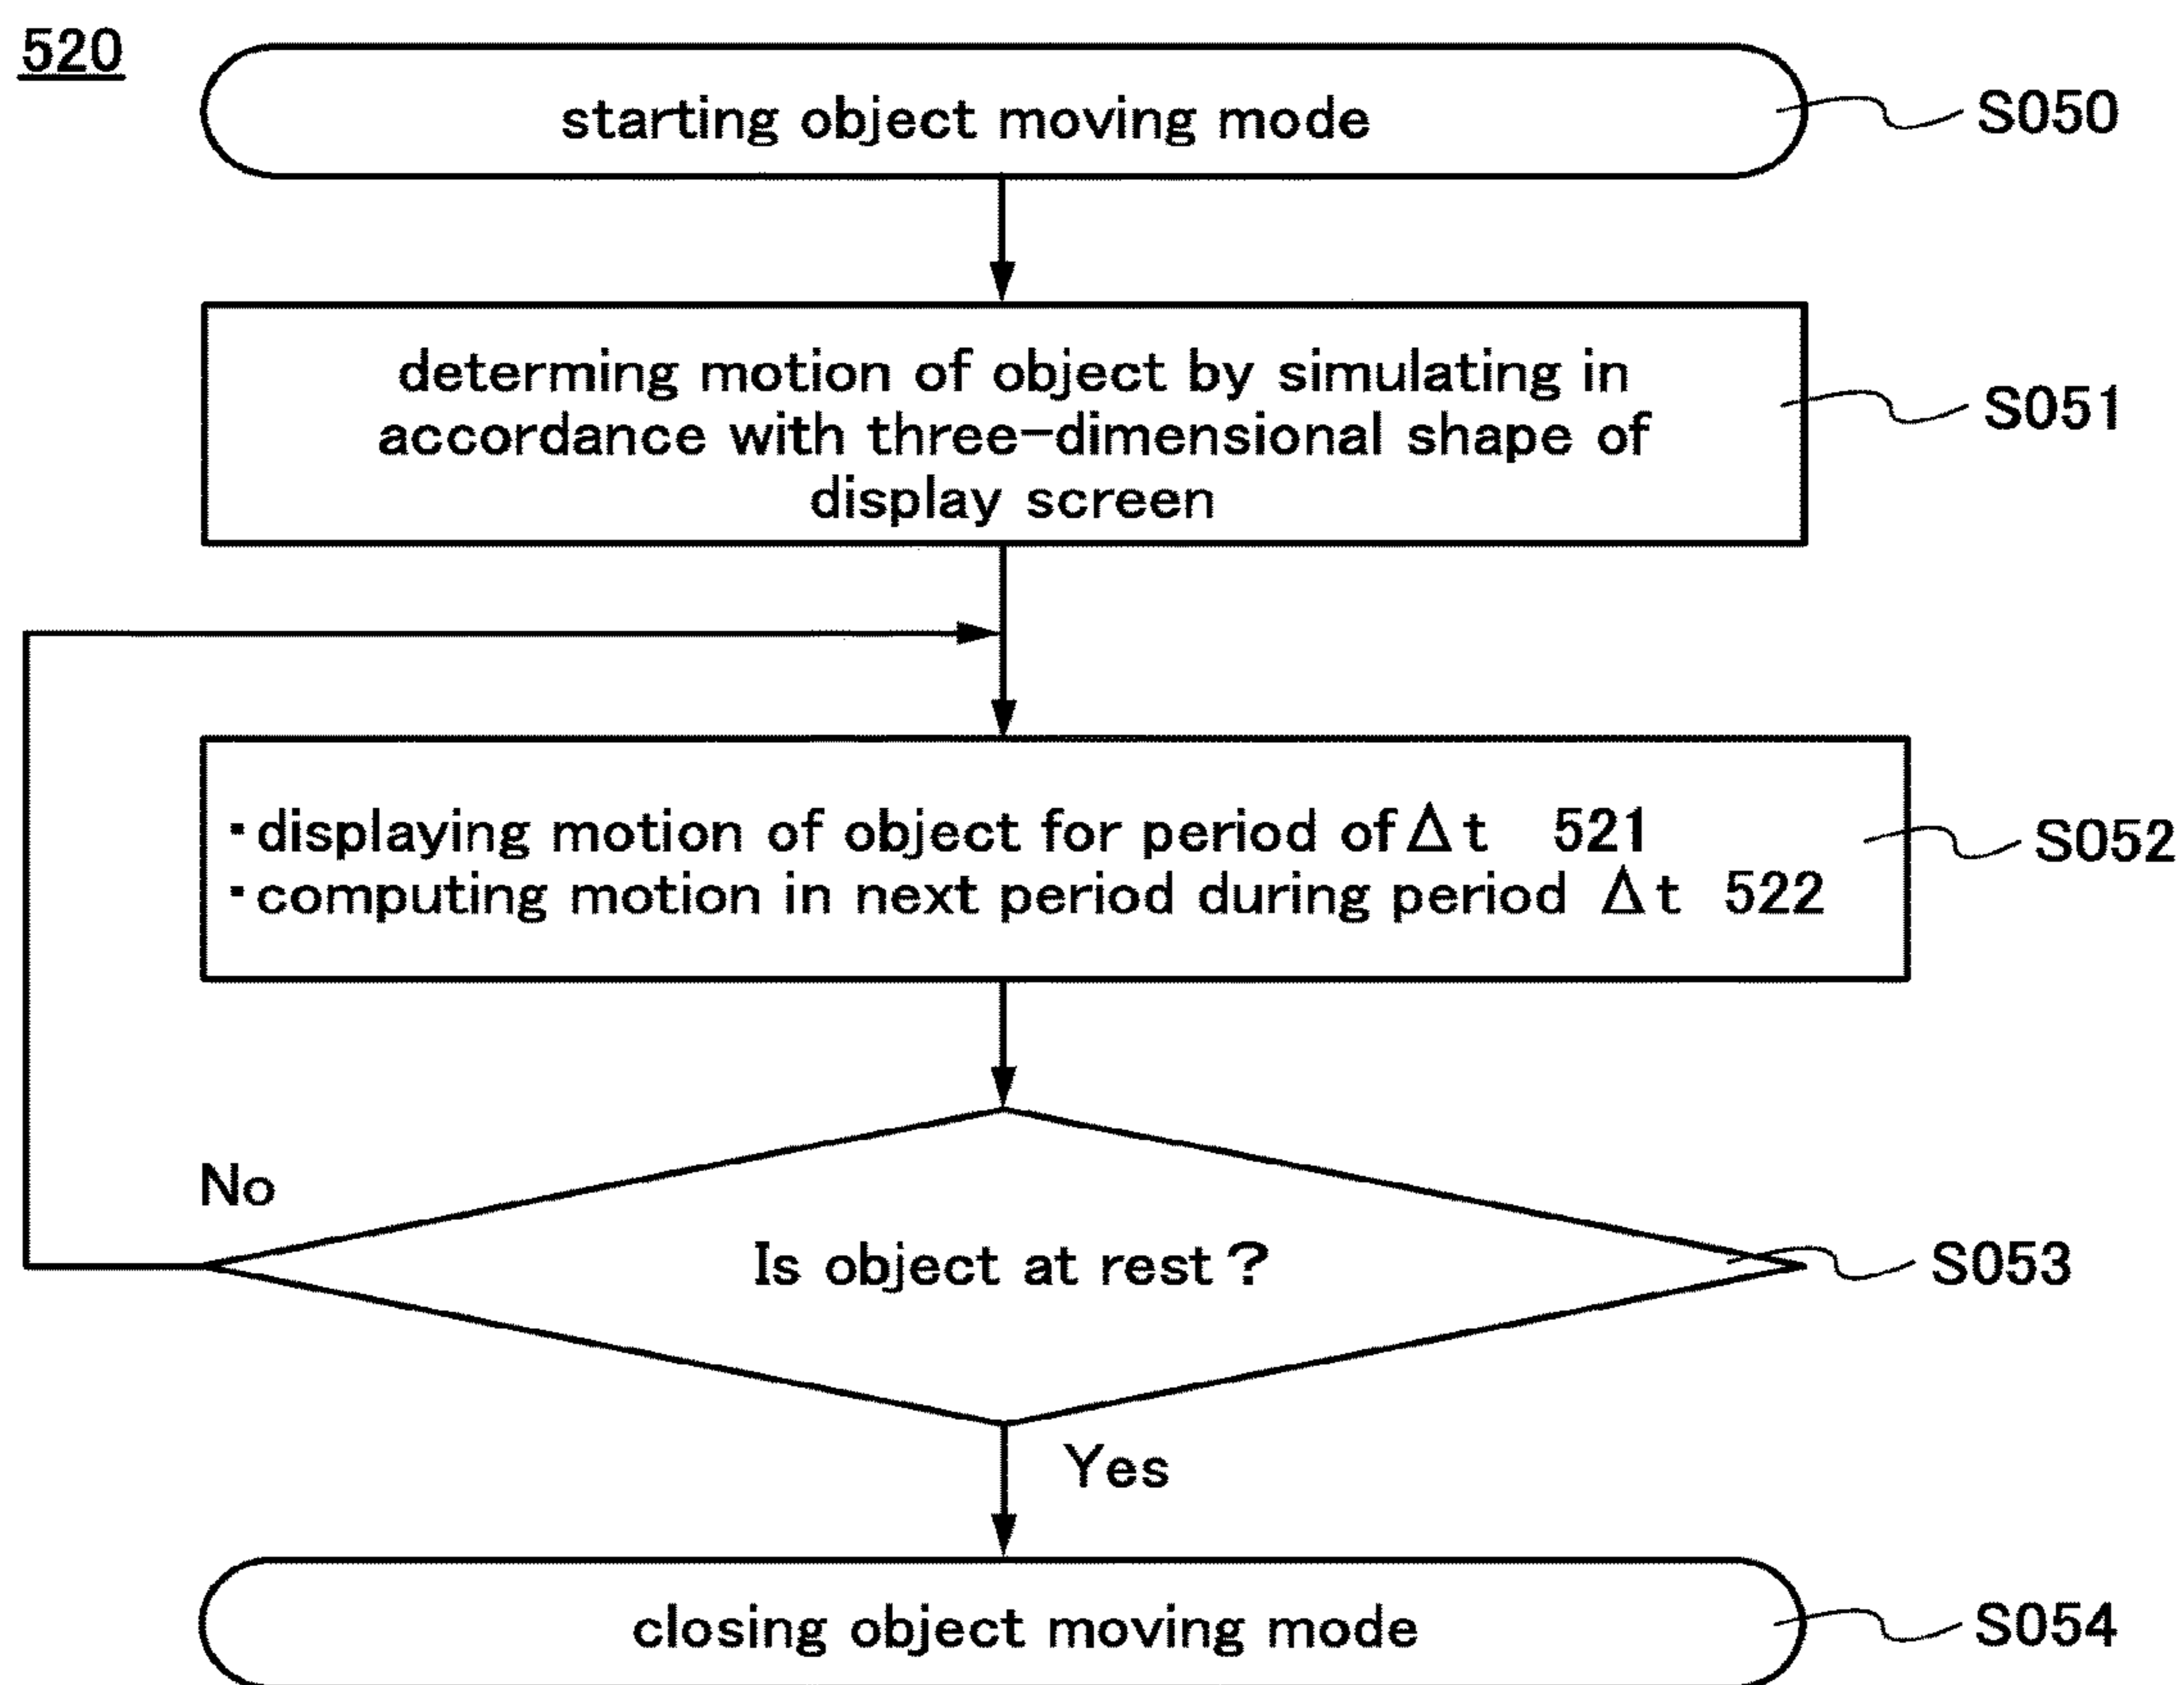 520
starting object moving mode
S050
determing motion of object by simulating in
accordance with three-dimensional shape of
display screen
S051
・displaying motion of object for period of Δt 521
・computing motion in next period during period Δt 522
S052
No
Is object at rest?
S053
Yes
closing object moving mode
S054